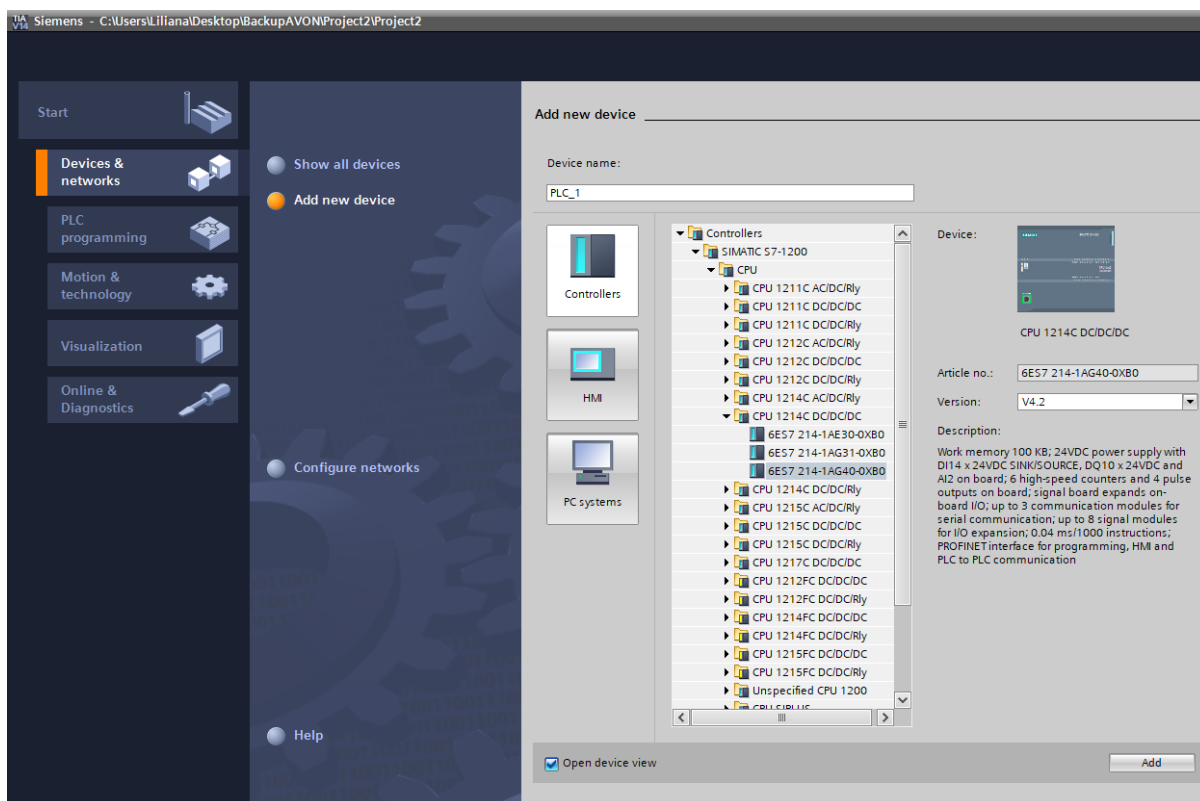 TIA V14 Siemens - C:\Users\Liliana\Desktop\BackupAVON\Project2\Project2
Start
Devices &
networks
PLC
programming
Motion &
technology
Visualization
Online &
Diagnostics
Show all devices
Add new device
Configure networks
Help
Add new device
Device name:
PLC_1
Controllers
HMI
PC systems
Controllers
SIMATIC S7-1200
CPU
CPU 1211C AC/DC/Rly
CPU 1211C DC/DC/DC
CPU 1211C DC/DC/Rly
CPU 1212C AC/DC/Rly
CPU 1212C DC/DC/DC
CPU 1212C DC/DC/Rly
CPU 1214C AC/DC/Rly
CPU 1214C DC/DC/DC
6ES7 214-1AE30-0XB0
6ES7 214-1AG31-0XB0
6ES7 214-1AG40-0XB0
CPU 1214C DC/DC/Rly
CPU 1215C AC/DC/Rly
CPU 1215C DC/DC/DC
CPU 1215C DC/DC/Rly
CPU 1217C DC/DC/DC
CPU 1212FC DC/DC/DC
CPU 1212FC DC/DC/Rly
CPU 1214FC DC/DC/DC
CPU 1214FC DC/DC/Rly
CPU 1215FC DC/DC/DC
CPU 1215FC DC/DC/Rly
Unspecified CPU 1200
CPU SIPLUS
Device:
CPU 1214C DC/DC/DC
Article no.: 6ES7 214-1AG40-0XB0
Version: V4.2
Description:
Work memory 100 KB; 24VDC power supply with
DI14 x 24VDC SINK/SOURCE, DQ10 x 24VDC and
AI2 on board; 6 high-speed counters and 4 pulse
outputs on board; signal board expands on-
board I/O; up to 3 communication modules for
serial communication; up to 8 signal modules
for I/O expansion; 0.04 ms/1000 instructions;
PROFINET interface for programming, HMI and
PLC to PLC communication
Open device view
Add